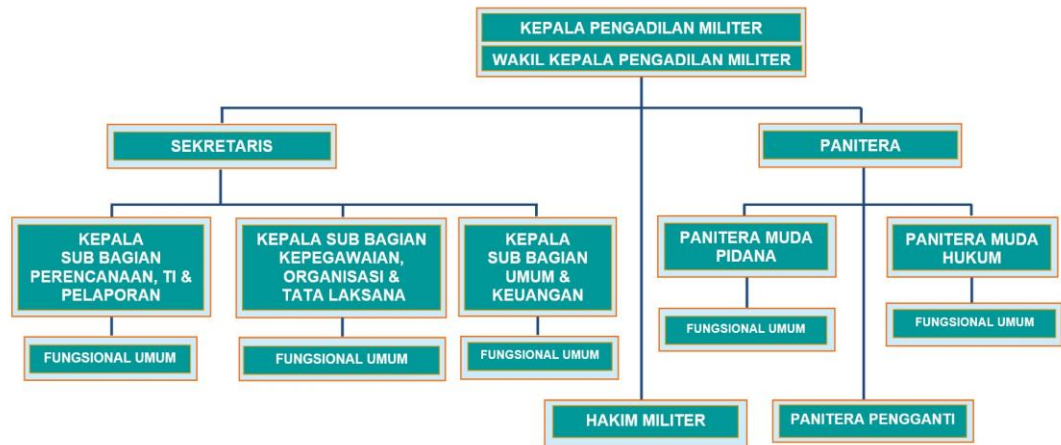 KEPALA PENGADILAN MILITER
WAKIL KEPALA PENGADILAN MILITER
SEKRETARIS
PANITERA
KEPALA
SUB BAGIAN
PERENCANAAN, TI &
PELAPORAN
KEPALA SUB BAGIAN
KEPEGAWAIAN,
ORGANISASI &
TATA LAKSANA
KEPALA
SUB BAGIAN
UMUM &
KEUANGAN
PANITERA MUDA
PIDANA
PANITERA MUDA
HUKUM
FUNGSIONAL UMUM
FUNGSIONAL UMUM
FUNGSIONAL UMUM
FUNGSIONAL UMUM
FUNGSIONAL UMUM
HAKIM MILITER
PANITERA PENGGANTI